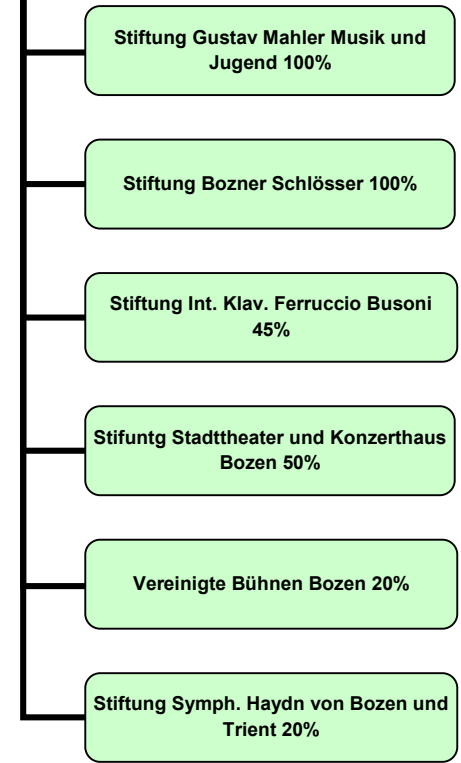 Stiftung Gustav Mahler Musik und
Jugend 100%
Stiftung Bozner Schlösser 100%
Stiftung Int. Klav. Ferruccio Busoni
45%
Stifuntg Stadttheater und Konzerthaus
Bozen 50%
Vereinigte Bühnen Bozen 20%
Stiftung Symph. Haydn von Bozen und
Trient 20%